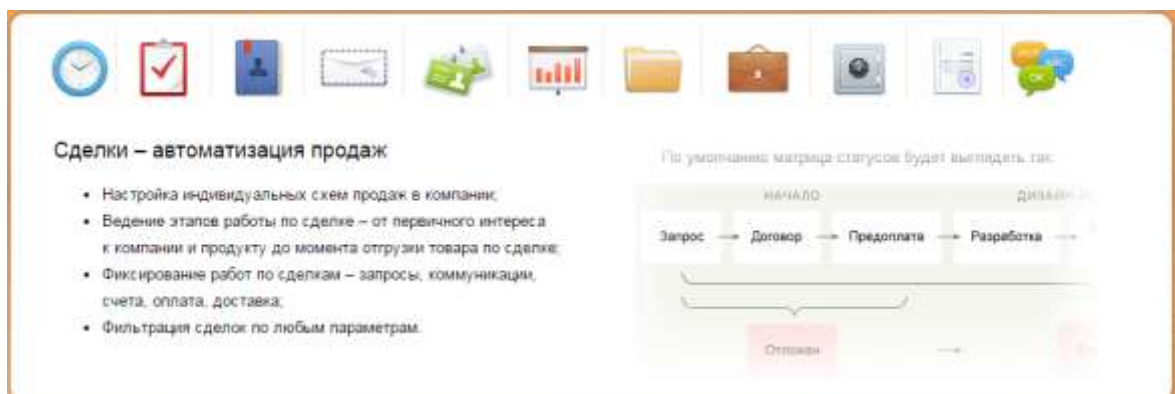 Сделки – автоматизация продаж
• Настройка индивидуальных схем продаж в компании;
• Ведение этапов работы по сделке – от первичного интереса
к компании и продукту до момента отгрузки товара по сделке;
• Фиксирование работ по сделкам – запросы, коммуникации,
счета, оплата, доставка;
• Фильтрация сделок по любым параметрам.
По умолчанию матрица статусов будет выглядеть так:
НАЧАЛО
Запрос → Договор → Предоплата → Разработка →
Отложен →
OK